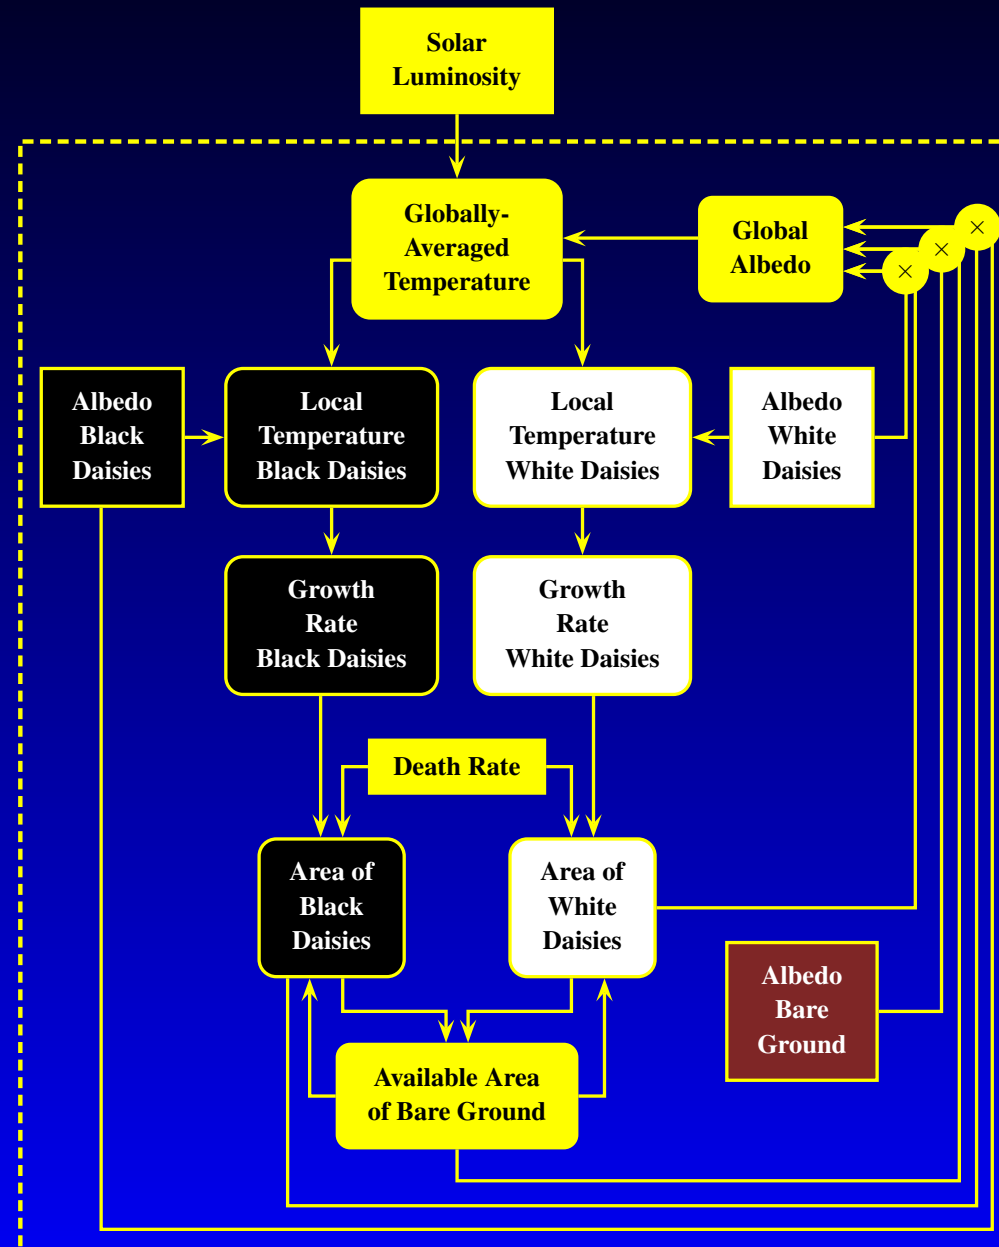 Solar
Luminosity
Globally-
Averaged
Temperature
Global
Albedo
×
×
×
Albedo
Black
Daisies
Local
Temperature
Black Daisies
Local
Temperature
White Daisies
Albedo
White
Daisies
Growth
Rate
Black Daisies
Growth
Rate
White Daisies
Death Rate
Area of
Black
Daisies
Area of
White
Daisies
Albedo
Bare
Ground
Available Area
of Bare Ground